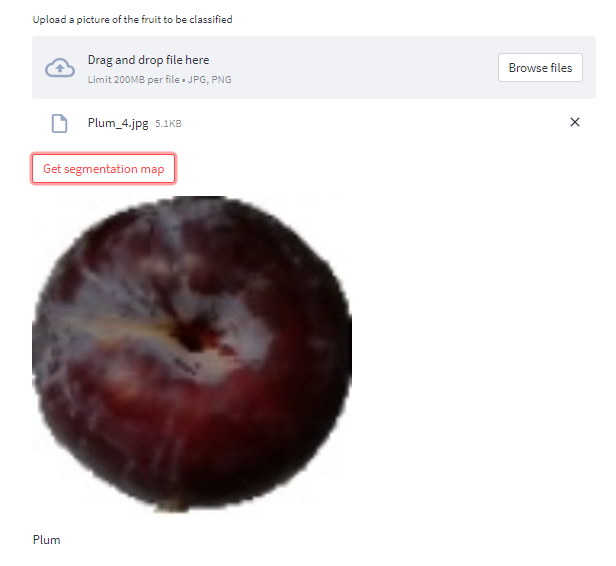 Upload a picture of the fruit to be classified
Drag and drop file here
Limit 200MB per file • JPG, PNG
Browse files
Plum_4.jpg 5.1KB
Get segmentation map
Plum